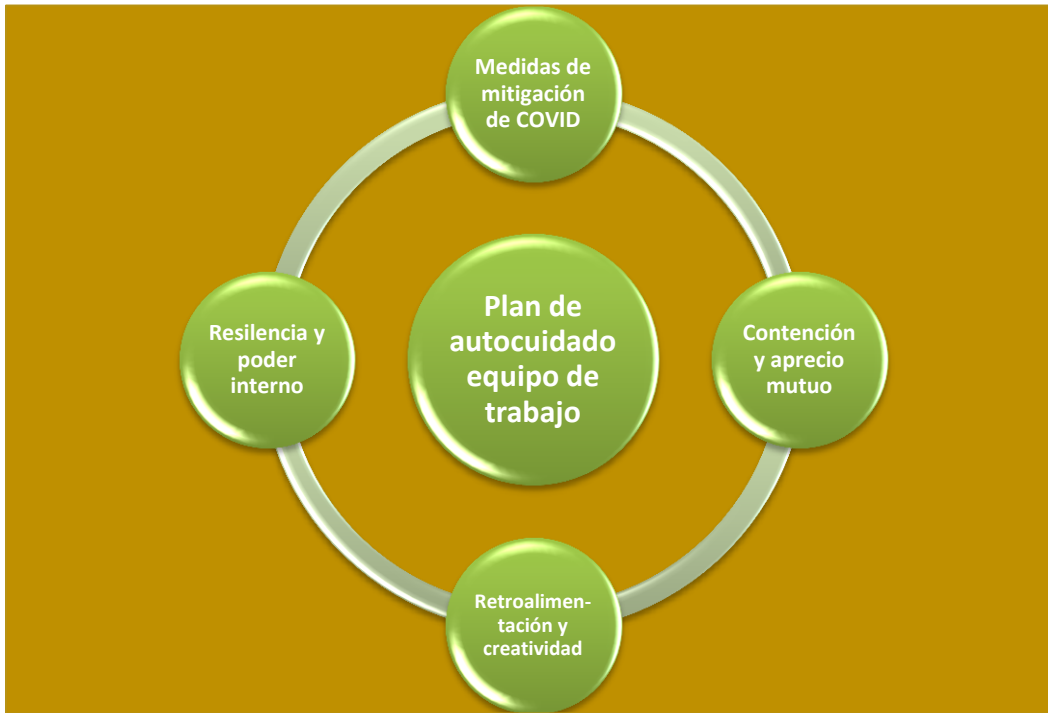 Medidas de
mitigación
de COVID
Resilencia y
poder
interno
Plan de
autocuidado
equipo de
trabajo
Contención
y aprecio
mutuo
Retroalimen-
tación y
creatividad